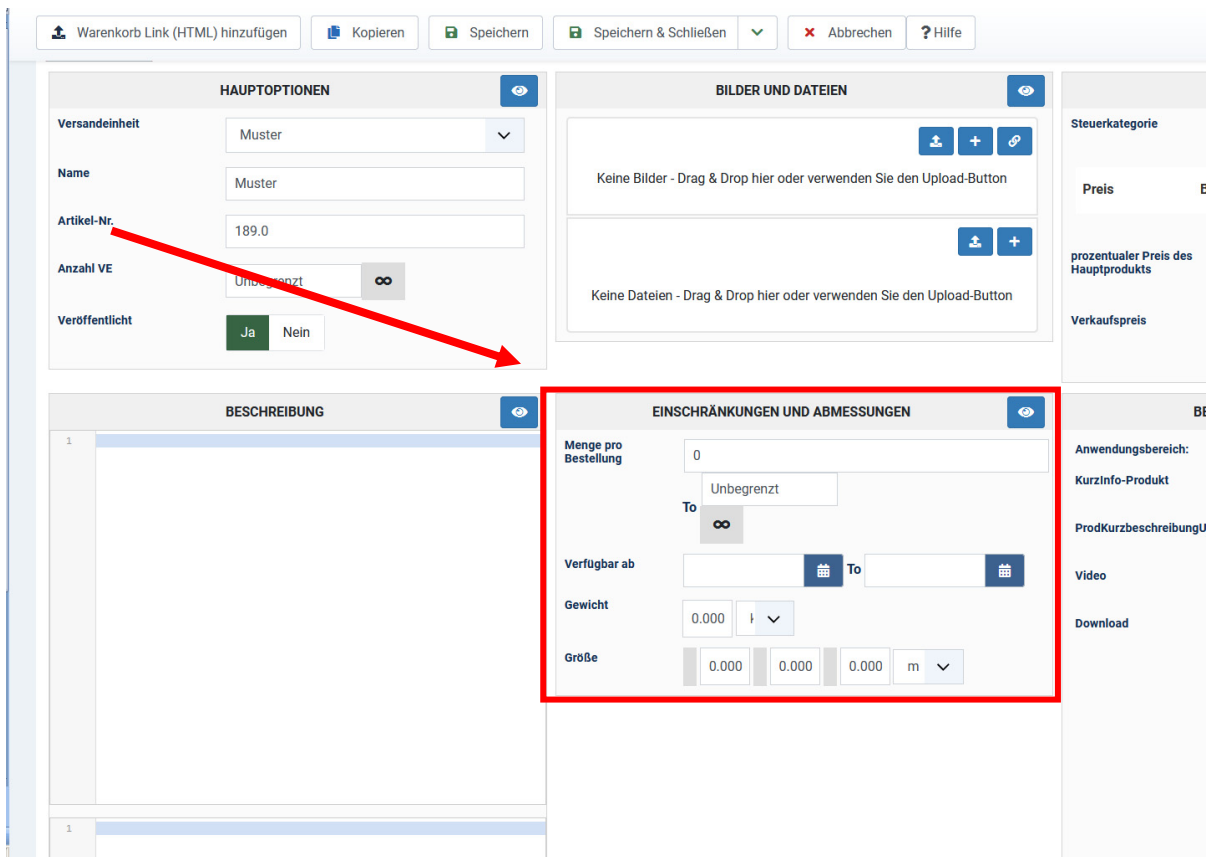 Warenkorb Link (HTML) hinzufügen
Kopieren
Speichern
Speichern & Schließen
Abbrechen
? Hilfe
HAUPTOPTIONEN
Versandeinheit
Muster
Name
Muster
Artikel-Nr.
189.0
Anzahl VE
Unbegrenzt
Veröffentlicht
Ja
Nein
BILDER UND DATEIEN
Keine Bilder - Drag & Drop hier oder verwenden Sie den Upload-Button
Keine Dateien - Drag & Drop hier oder verwenden Sie den Upload-Button
Steuerkategorie
Preis
prozentualer Preis des
Hauptprodukts
Verkaufspreis
BESCHREIBUNG
1
1
EINSCHRÄNKUNGEN UND ABMESSUNGEN
Menge pro
Bestellung
0
Unbegrenzt
To
Verfügbar ab
To
Gewicht
0.000
Größe
0.000
0.000
0.000
m
Anwendungsbereich:
KurzInfo-Produkt
ProdKurzbeschreibungU
Video
Download